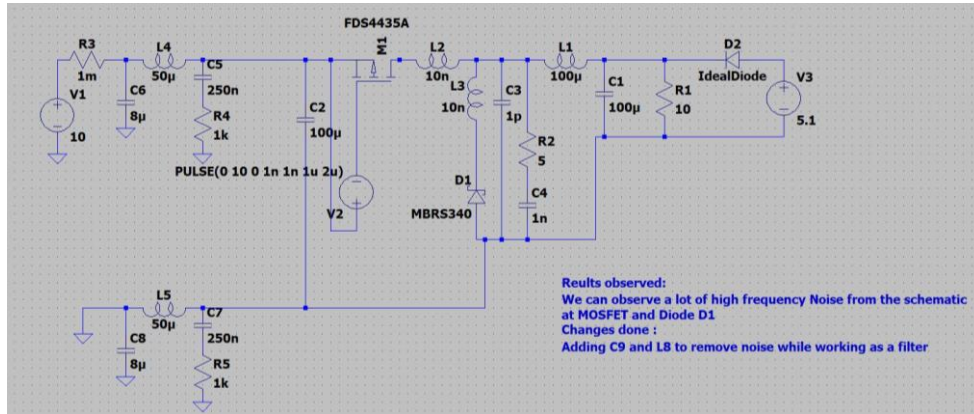 FDS4435A
R3
1m
L4
50µ
C5
250n
M1
L2
10n
L1
100µ
D2
IdealDiode
V1
10
C6
8µ
R4
1k
C2
100µ
L3
10n
C3
1p
C1
100µ
R1
10
V3
5.1
R2
5
PULSE(0 10 0 1n 1n 1u 2u)
V2
D1
MBRS340
C4
1n
L5
50µ
C7
250n
C8
8µ
R5
1k
Reults observed:
We can observe a lot of high frequency Noise from the schematic
at MOSFET and Diode D1
Changes done :
Adding C9 and L8 to remove noise while working as a filter